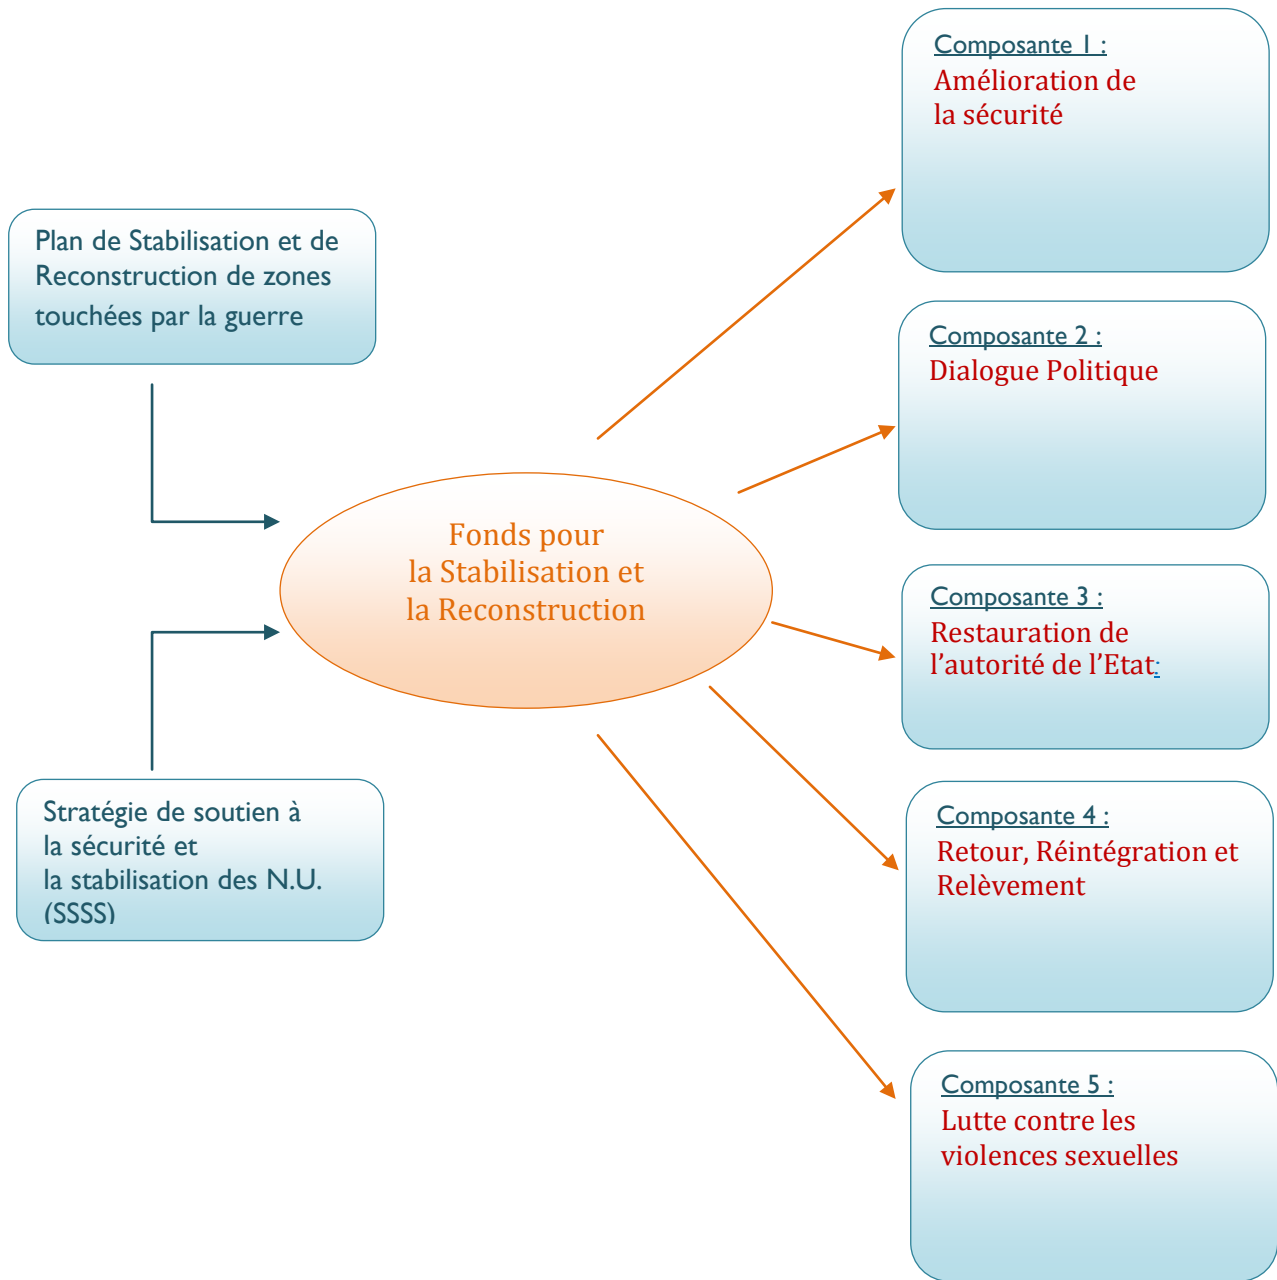 Plan de Stabilisation et de
Reconstruction de zones
touchées par la guerre
Stratégie de soutien à
la sécurité et
la stabilisation des N.U.
(SSSS)
Fonds pour
la Stabilisation et
la Reconstruction
Composante 1 :
Amélioration de
la sécurité
Composante 2 :
Dialogue Politique
Composante 3 :
Restauration de
l’autorité de l’Etat:
Composante 4 :
Retour, Réintégration et
Relèvement
Composante 5 :
Lutte contre les
violences sexuelles